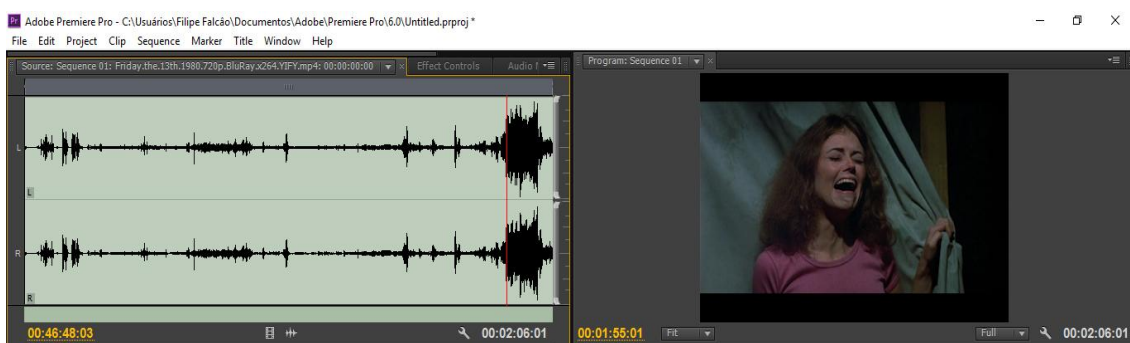 Pr Adobe Premiere Pro - C:\Usuários\Filipe Falcão\Documentos\Adobe\Premiere Pro\6.0\Untitled.prproj *
File Edit Project Clip Sequence Marker Title Window Help
Source: Sequence 01: Friday.the.13th.1980.720p.BluRay.x264.YIFY.mp4: 00:00:00:00 Effect Controls Audio
Program: Sequence 01
L
L
R
R
00:46:48:03 00:02:06:01
00:01:55:01 Fit Full 00:02:06:01